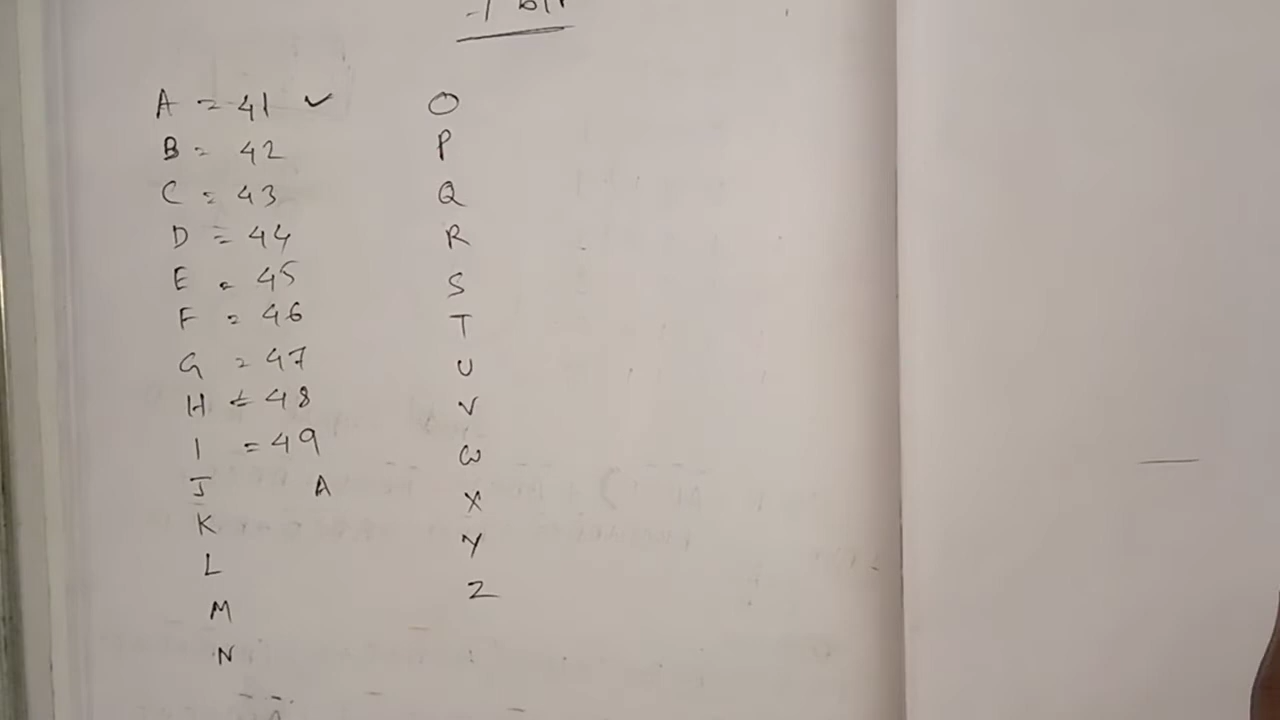 A = 41 ✓
B = 42
C = 43
D = 44
E = 45
F = 46
G = 47
H = 48
I = 49
J A
K
L
M
N
O
P
Q
R
S
T
U
V
W
X
Y
Z